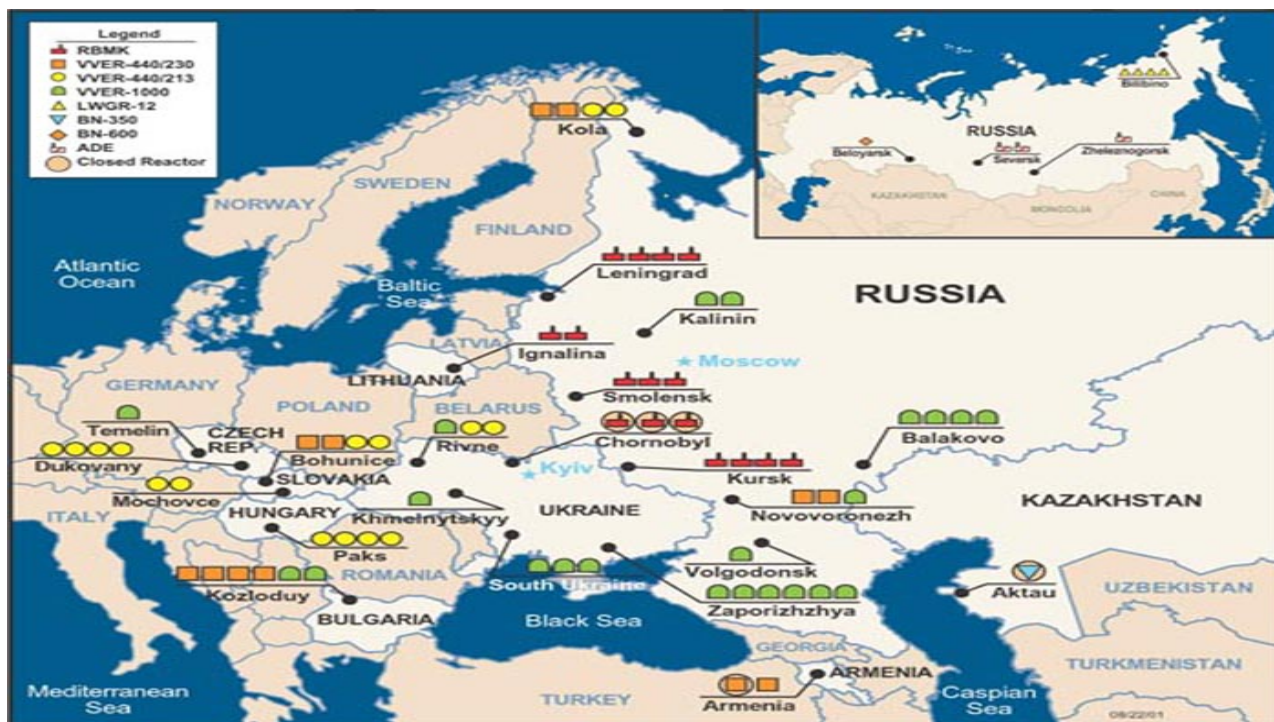 Legend
RBMK
VVER-440/230
VVER-440/213
VVER-1000
LWGR-12
BN-350
BN-600
ADE
Closed Reactor
Bilibino
RUSSIA
Beloyarsk
Seversk
Zheleznogorsk
KAZAKHSTAN
MONGOLIA
CHINA
Kola
SWEDEN
NORWAY
FINLAND
Atlantic
Ocean
Baltic
Sea
Leningrad
RUSSIA
Kalinin
LATVIA
Ignalina
Moscow
LITHUANIA
GERMANY
POLAND
BELARUS
Smolensk
Temelin
CZECH
REP.
Bohunice
Rivne
Chornobyl
Balakovo
Dukovany
Kyiv
SLOVAKIA
Kursk
Mochovce
KAZAKHSTAN
ITALY
HUNGARY
Khmelnytskyy
UKRAINE
Novovoronezh
Paks
Volgodonsk
ROMANIA
South Ukraine
Kozloduy
Zaporizhzhya
Aktau
UZBEKISTAN
BULGARIA
Black Sea
GEORGIA
ARMENIA
TURKMENISTAN
Mediterranean
Sea
TURKEY
Armenia
Caspian
Sea
09/22/01